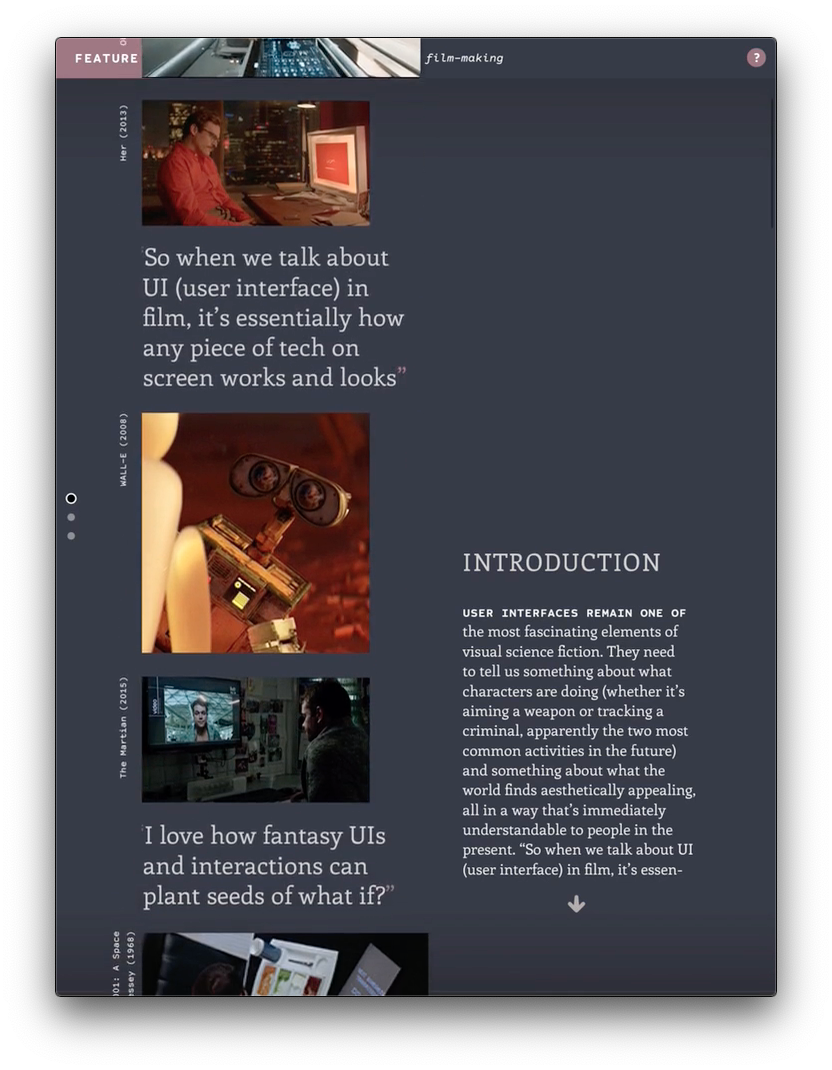 FEATURE
film-making
?
Her (2013)
So when we talk about
UI (user interface) in
film, it’s essentially how
any piece of tech on
screen works and looks”
WALL-E (2008)
The Martian (2015)
I love how fantasy UIs
and interactions can
plant seeds of what if?”
001: A Space
essey (1968)
INTRODUCTION
USER INTERFACES REMAIN ONE OF
the most fascinating elements of
visual science fiction. They need
to tell us something about what
characters are doing (whether it’s
aiming a weapon or tracking a
criminal, apparently the two most
common activities in the future)
and something about what the
world finds aesthetically appealing,
all in a way that’s immediately
understandable to people in the
present. “So when we talk about UI
(user interface) in film, it’s essen-